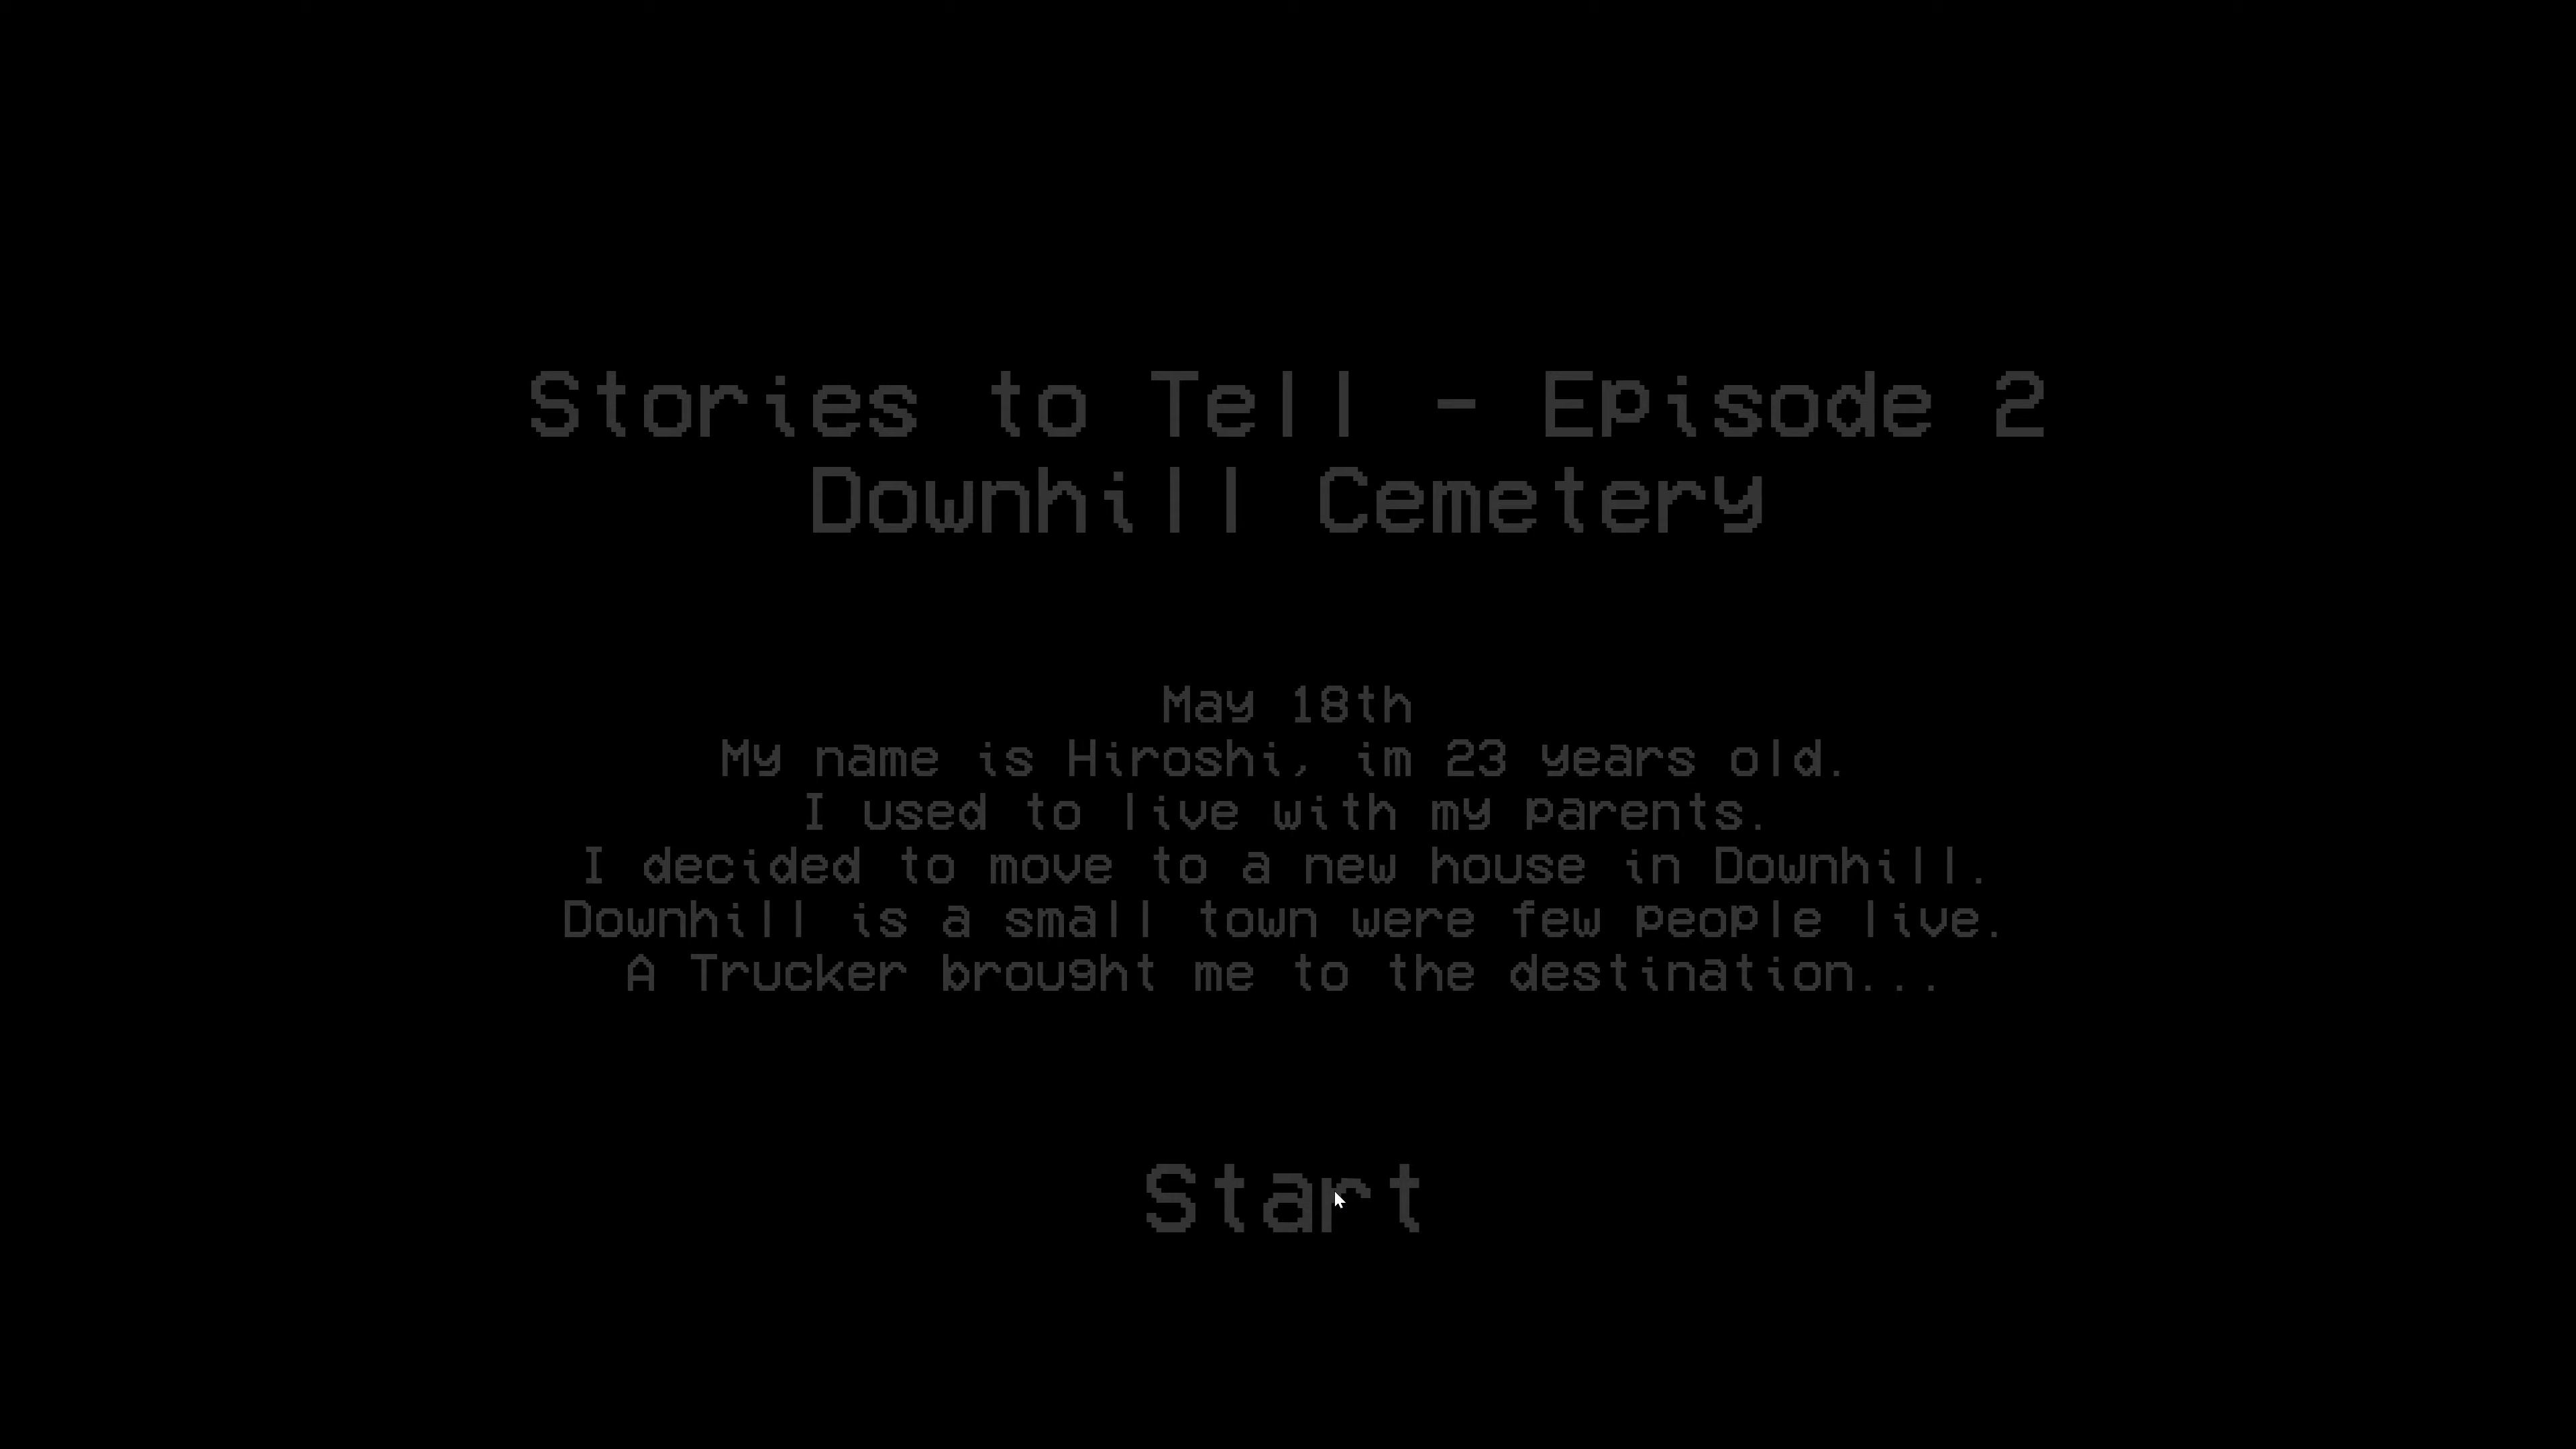 Stories to Tell - Episode 2
Downhill Cemetery
May 18th
My name is Hiroshi, im 23 years old.
I used to live with my parents.
I decided to move to a new house in Downhill.
Downhill is a small town were few people live.
A Trucker brought me to the destination...
Start